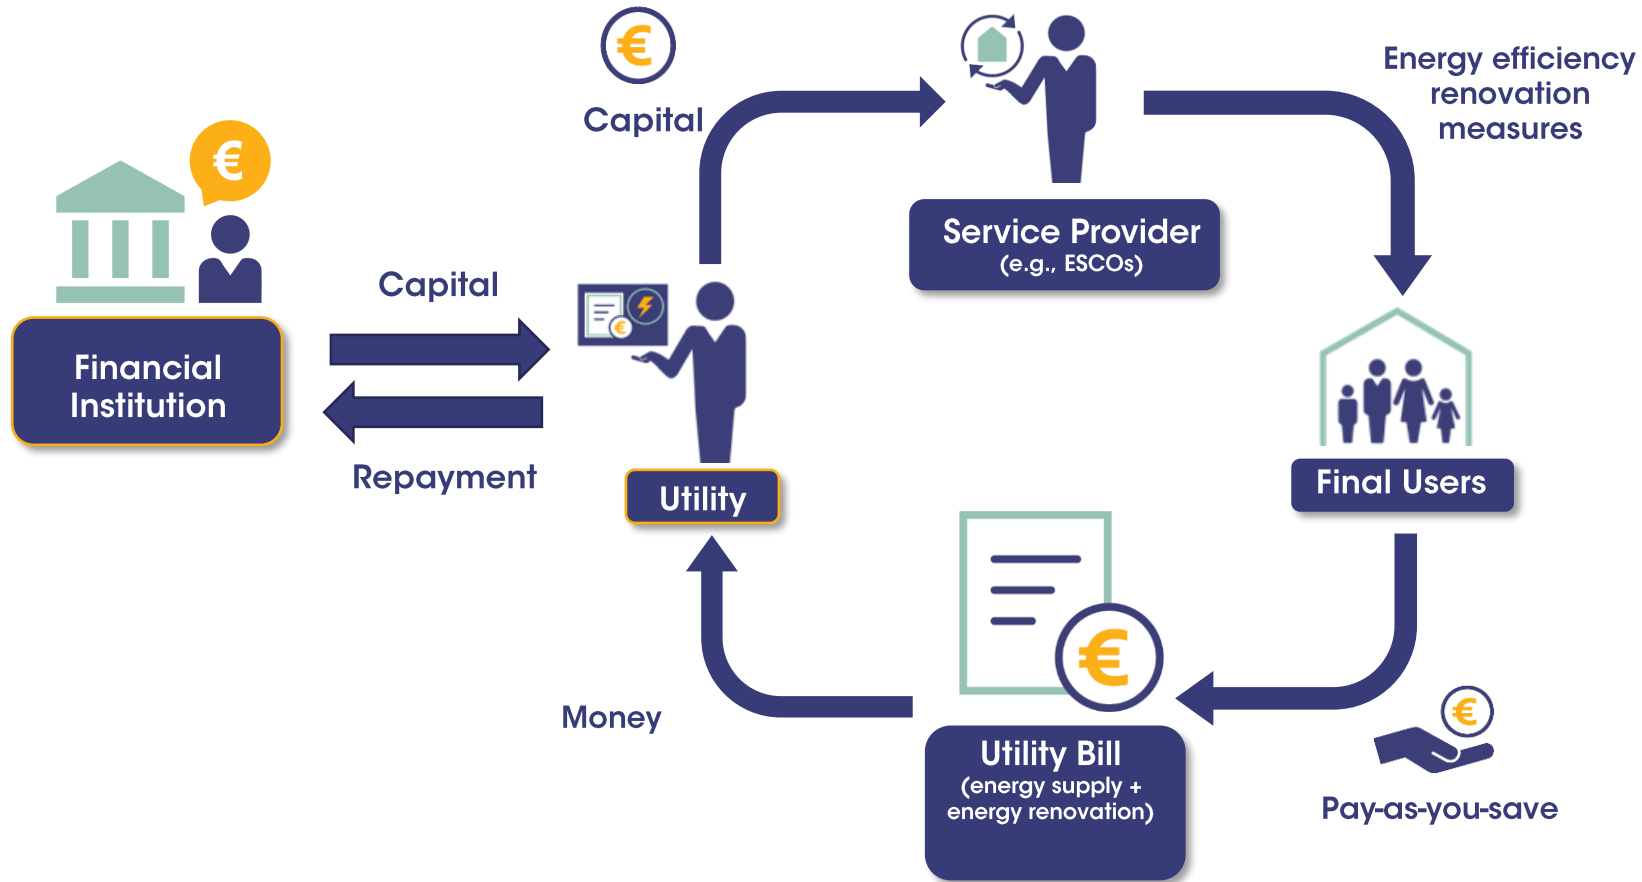 €
Capital
Energy efficiency
renovation
measures
€
Service Provider
(e.g., ESCOs)
Capital
€
Financial
Institution
Repayment
Utility
Final Users
€
Money
€
Utility Bill
(energy supply +
energy renovation)
Pay-as-you-save